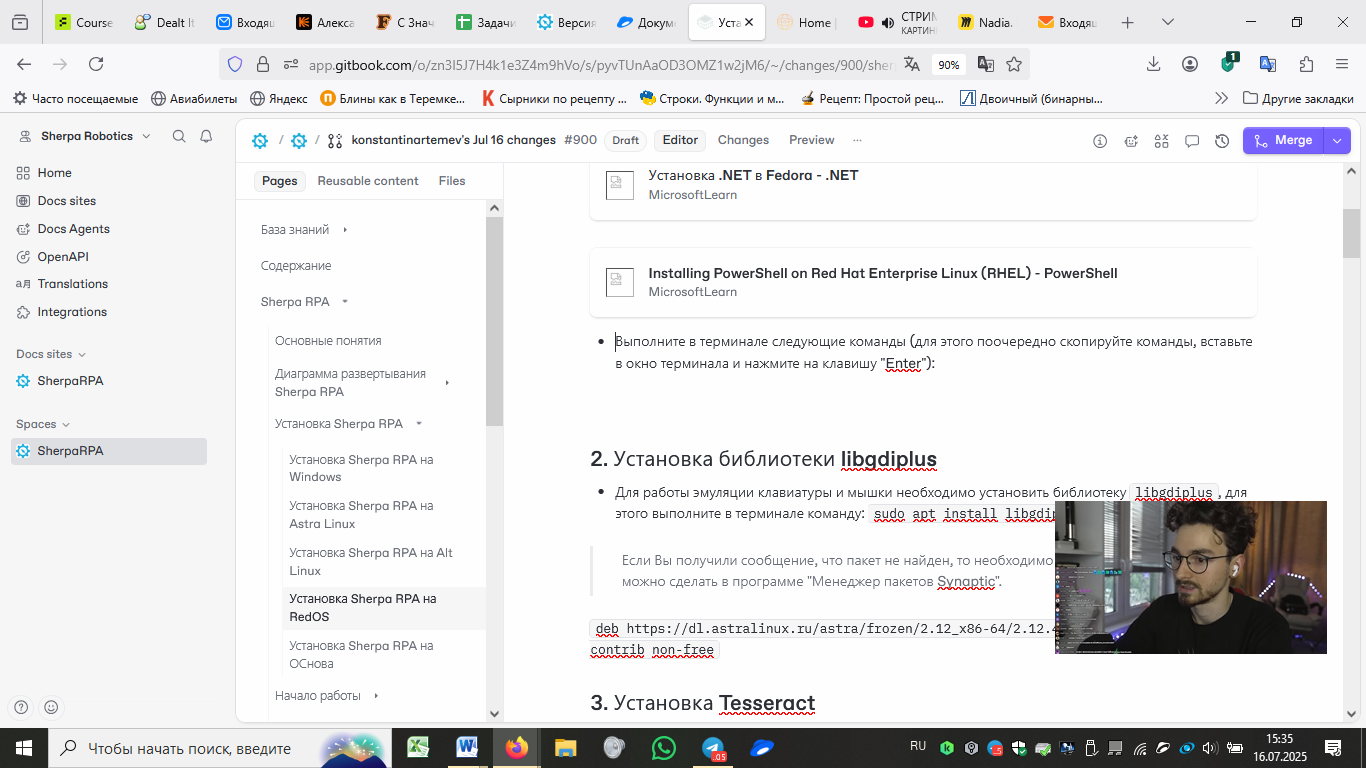 Course
Dealt It
Входящ
Алекса
С Знач
Задачи
Версия
Докум
Уста
Home |
СТРИМ
КАРТИН
Nadia.
Входящ
app.gitbook.com/o/zn3I5J7H4k1e3Z4m9hVo/s/pyvTUnAaOD3OMZ1w2jM6/~/changes/900/sher
90%
1
Часто посещаемые
Авиабилеты
Яндекс
Блины как в Теремке...
Сырники по рецепту ...
Строки. Функции и м...
Рецепт: Простой рец...
Двоичный (бинарны...
Другие закладки
Sherpa Robotics
Home
Docs sites
Docs Agents
OpenAPI
Translations
Integrations
Docs sites
SherpaRPA
Spaces
SherpaRPA
konstantinartemev's Jul 16 changes #900 Draft Editor Changes Preview ...
Merge
Pages Reusable content Files
База знаний
Содержание
Sherpa RPA
Основные понятия
Диаграмма развертывания
Sherpa RPA
Установка Sherpa RPA
Установка Sherpa RPA на
Windows
Установка Sherpa RPA на
Astra Linux
Установка Sherpa RPA на Alt
Linux
Установка Sherpa RPA на
RedOS
Установка Sherpa RPA на
ОСнова
Начало работы
Установка .NET в Fedora - .NET
MicrosoftLearn
Installing PowerShell on Red Hat Enterprise Linux (RHEL) - PowerShell
MicrosoftLearn
Выполните в терминале следующие команды (для этого поочередно скопируйте команды, вставьте
в окно терминала и нажмите на клавишу "Enter"):
2. Установка библиотеки libgdiplus
Для работы эмуляции клавиатуры и мышки необходимо установить библиотеку libgdiplus , для
этого выполните в терминале команду: sudo apt install libgdip
Если Вы получили сообщение, что пакет не найден, то необходимо
можно сделать в программе "Менеджер пакетов Synaptic".
deb https://dl.astralinux.ru/astra/frozen/2.12_x86-64/2.12.4
contrib non-free
3. Установка Tesseract
Чтобы начать поиск, введите
.05
RU
15:35
16.07.2025